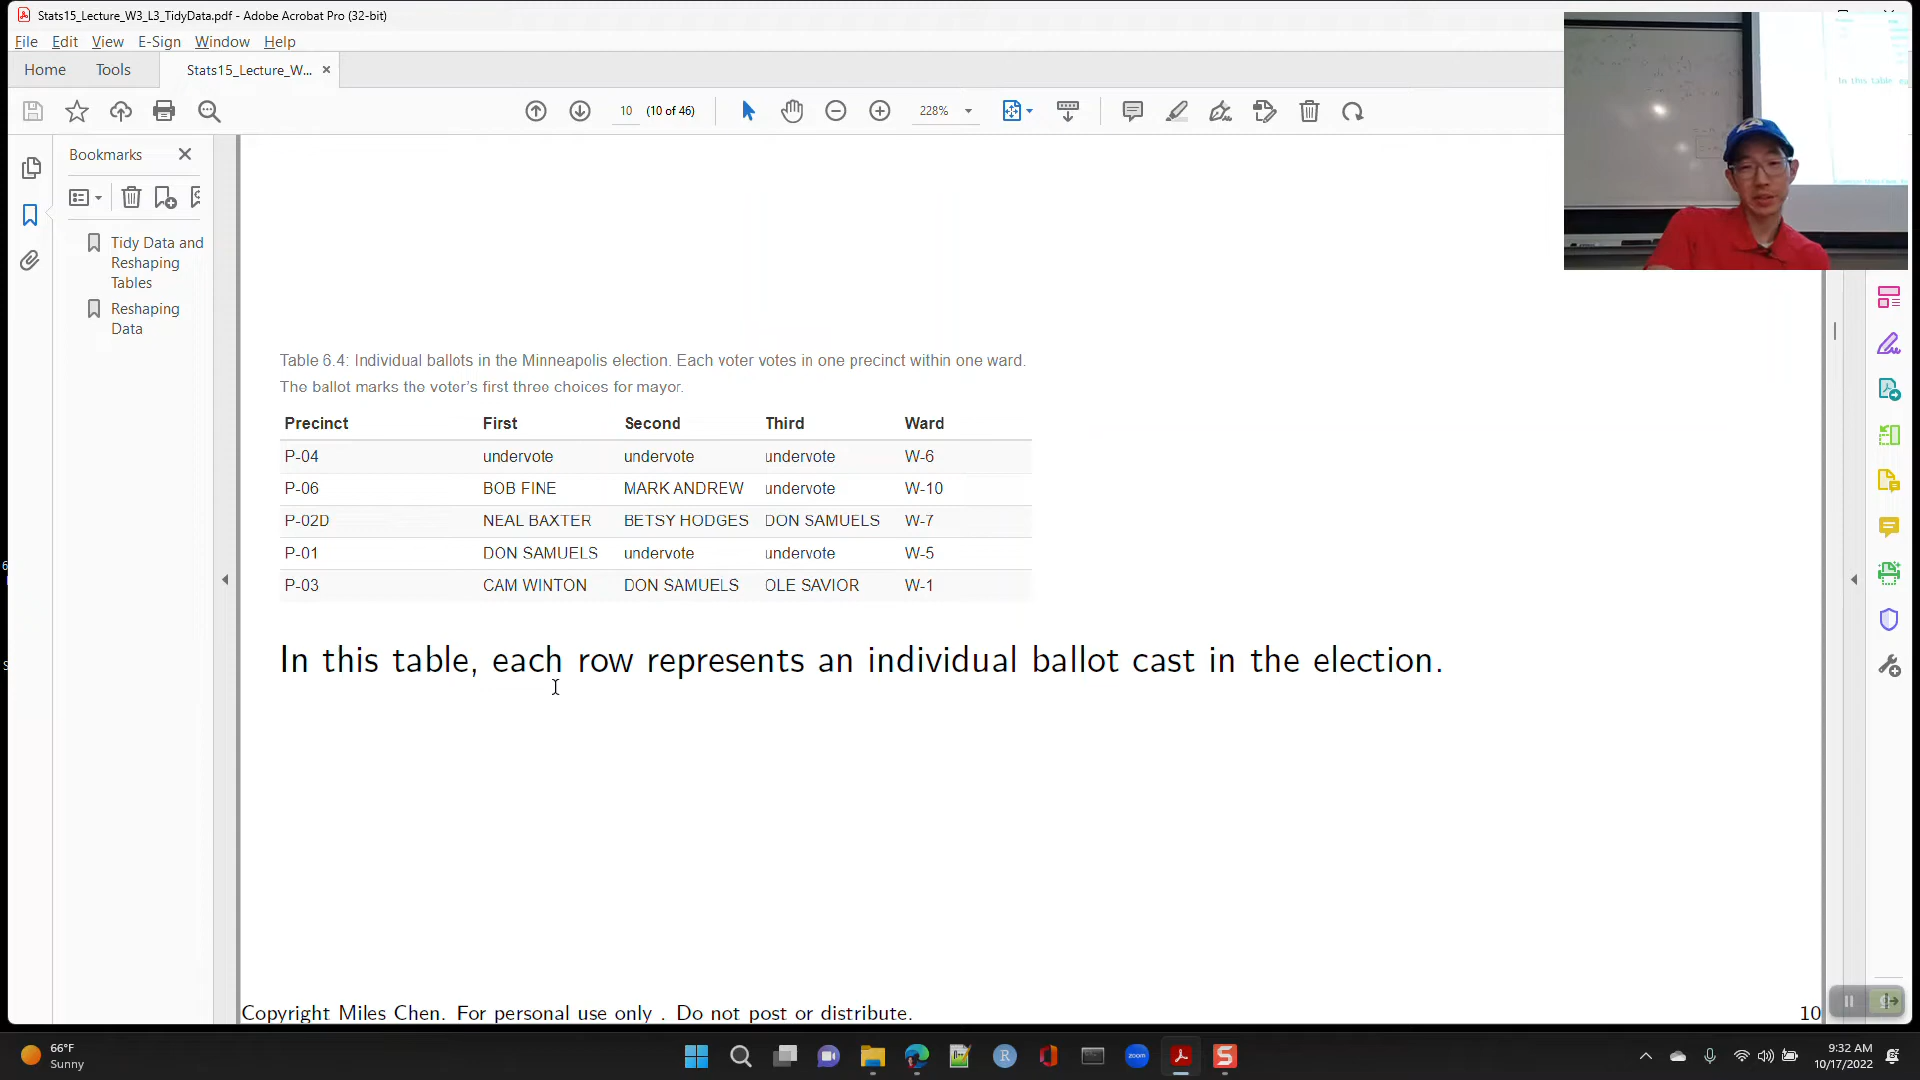 Stats15_Lecture_W3_L3_TidyData.pdf - Adobe Acrobat Pro (32-bit)
File Edit View E-Sign Window Help
Home Tools Stats15_Lecture_W...
10 (10 of 46) 228%
Bookmarks
Tidy Data and
Reshaping
Tables
Reshaping
Data
Table 6.4: Individual ballots in the Minneapolis election. Each voter votes in one precinct within one ward.
The ballot marks the voter's first three choices for mayor.
Precinct First Second Third Ward
P-04 undervote undervote undervote W-6
P-06 BOB FINE MARK ANDREW undervote W-10
P-02D NEAL BAXTER BETSY HODGES DON SAMUELS W-7
P-01 DON SAMUELS undervote undervote W-5
P-03 CAM WINTON DON SAMUELS OLE SAVIOR W-1
In this table, each row represents an individual ballot cast in the election.
Copyright Miles Chen. For personal use only . Do not post or distribute.
10
66°F
Sunny
zoom
9:32 AM
10/17/2022